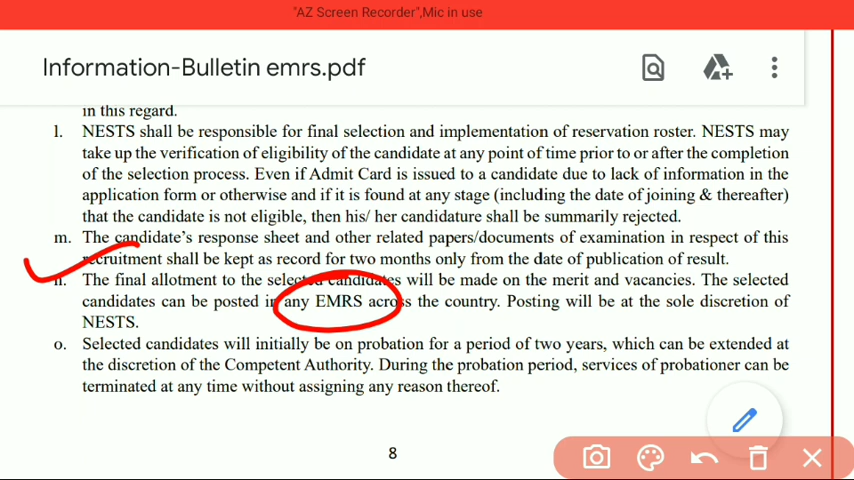 "AZ Screen Recorder",Mic in use
Information-Bulletin emrs.pdf
in this regard.
l. NESTS shall be responsible for final selection and implementation of reservation roster. NESTS may
take up the verification of eligibility of the candidate at any point of time prior to or after the completion
of the selection process. Even if Admit Card is issued to a candidate due to lack of information in the
application form or otherwise and if it is found at any stage (including the date of joining & thereafter)
that the candidate is not eligible, then his/ her candidature shall be summarily rejected.
m. The candidate's response sheet and other related papers/documents of examination in respect of this
recruitment shall be kept as record for two months only from the date of publication of result.
n. The final allotment to the selected candidates will be made on the merit and vacancies. The selected
candidates can be posted in any EMRS across the country. Posting will be at the sole discretion of
NESTS.
o. Selected candidates will initially be on probation for a period of two years, which can be extended at
the discretion of the Competent Authority. During the probation period, services of probationer can be
terminated at any time without assigning any reason thereof.
8